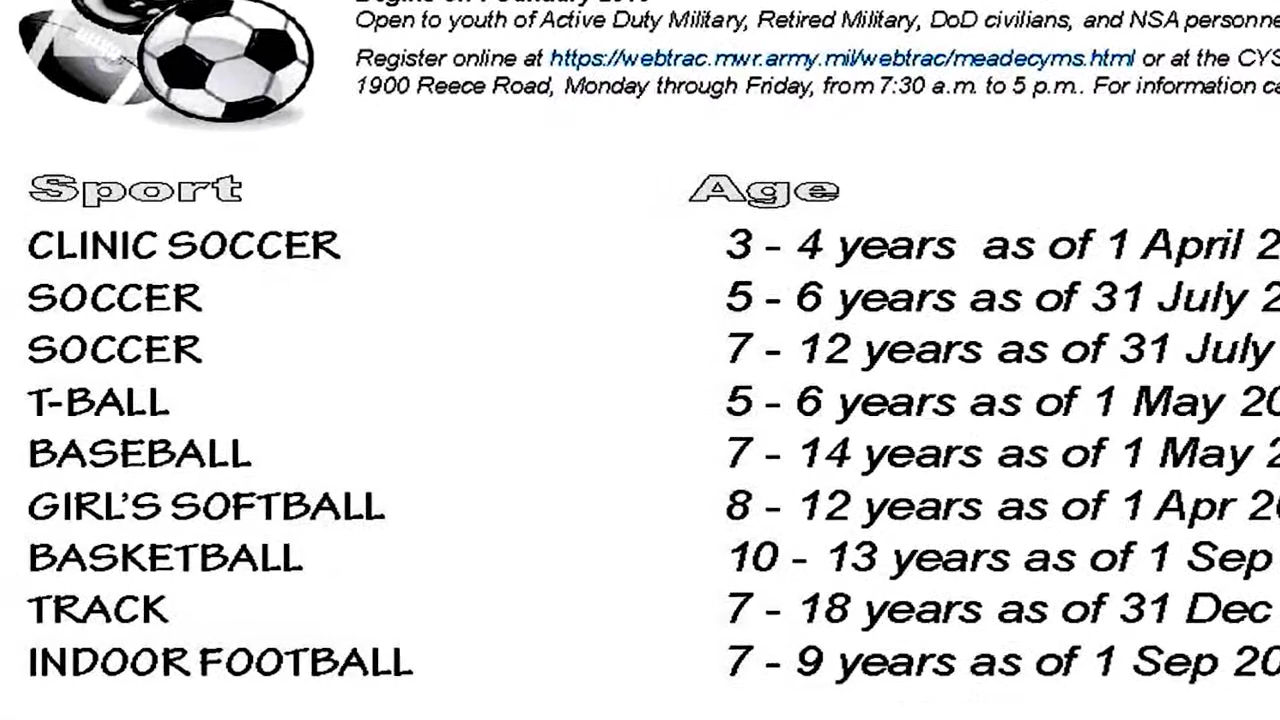 Open to youth of Active Duty Military, Retired Military, DoD civilians, and NSA
Register online at https://webtrac.mwr.army.mil/webtrac/meadecyms.html or at the CYS
1900 Reece Road, Monday through Friday, from 7:30 a.m. to 5 p.m.. For information
Sport Age
CLINIC SOCCER 3 - 4 years as of 1 April
SOCCER 5 - 6 years as of 31 July
SOCCER 7 - 12 years as of 31 July
T-BALL 5 - 6 years as of 1 May
BASEBALL 7 - 14 years as of 1 May
GIRL'S SOFTBALL 8 - 12 years as of 1 Apr
BASKETBALL 10 - 13 years as of 1 Sep
TRACK 7 - 18 years as of 31 Dec
INDOOR FOOTBALL 7 - 9 years as of 1 Sep